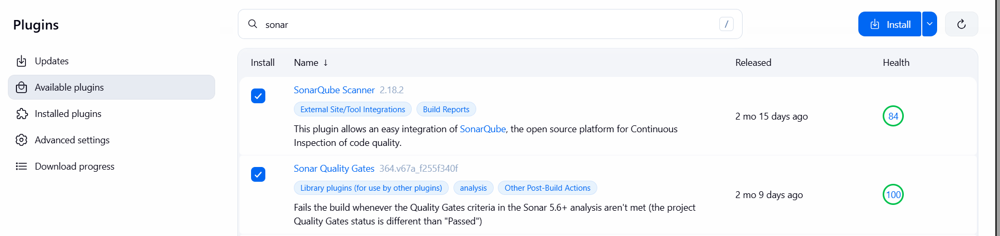 Plugins
Updates
Available plugins
Installed plugins
Advanced settings
Download progress
sonar
/
Install
Install Name ↓ Released Health
SonarQube Scanner 2.18.2
External Site/Tool Integrations Build Reports
This plugin allows an easy integration of SonarQube, the open source platform for Continuous
Inspection of code quality.
2 mo 15 days ago
84
Sonar Quality Gates 364.v67a_f255f340f
Library plugins (for use by other plugins) analysis Other Post-Build Actions
Fails the build whenever the Quality Gates criteria in the Sonar 5.6+ analysis aren't met (the project
Quality Gates status is different than "Passed")
2 mo 9 days ago
100